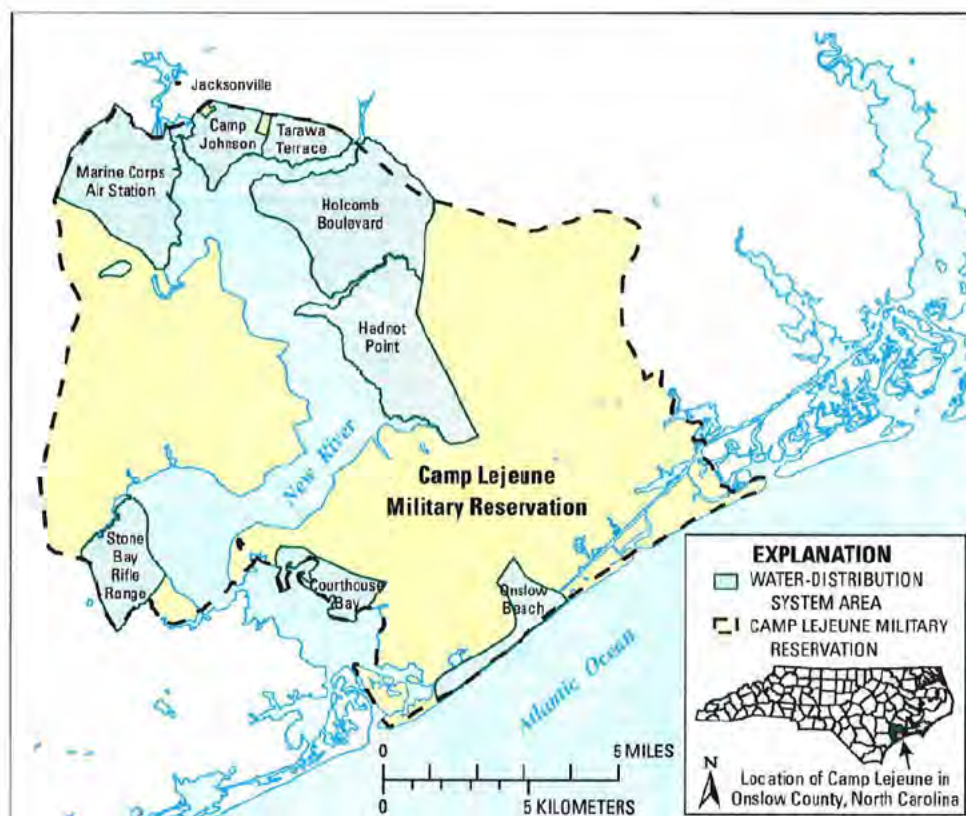 Jacksonville
Camp
Johnson
Tarawa
Terrace
Marine Corps
Air Station
Holcomb
Boulevard
Hadnot
Point
New River
Camp Lejeune
Military Reservation
Stone
Bay
Rifle
Range
Courthouse
Bay
Onslow
Beach
Atlantic Ocean
0 5 MILES
0 5 KILOMETERS
EXPLANATION
WATER-DISTRIBUTION
SYSTEM AREA
CAMP LEJEUNE MILITARY
RESERVATION
N
Location of Camp Lejeune in
Onslow County, North Carolina